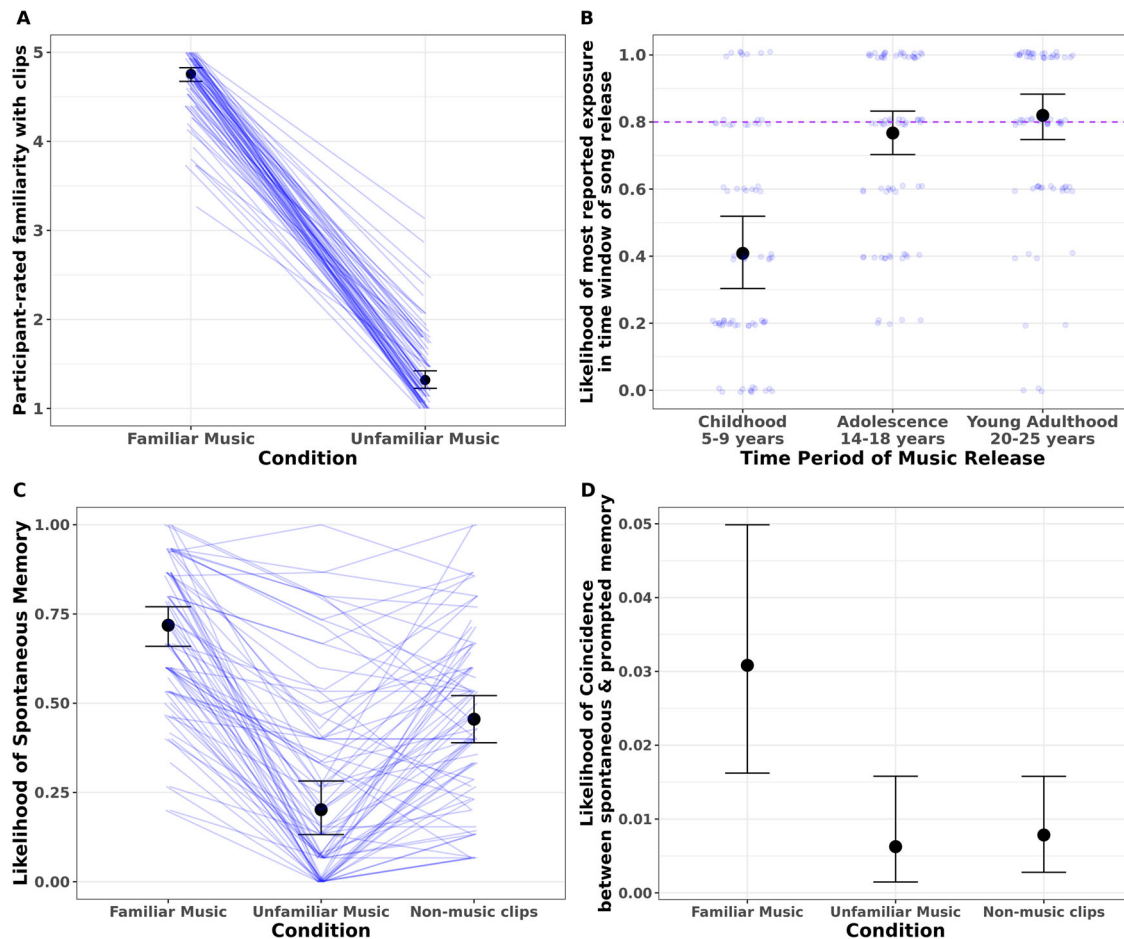 A
Participant-rated familiarity with clips
5
4
3
2
1
Familiar Music
Unfamiliar Music
Condition
B
Likelihood of most reported exposure
in time window of song release
1.0
0.8
0.6
0.4
0.2
0.0
Childhood
5-9 years
Adolescence
14-18 years
Young Adulthood
20-25 years
Time Period of Music Release
C
Likelihood of Spontaneous Memory
1.00
0.75
0.50
0.25
0.00
Familiar Music
Unfamiliar Music
Non-music clips
Condition
D
Likelihood of Coincidence
between spontaneous & prompted memory
0.05
0.04
0.03
0.02
0.01
0.00
Familiar Music
Unfamiliar Music
Non-music clips
Condition